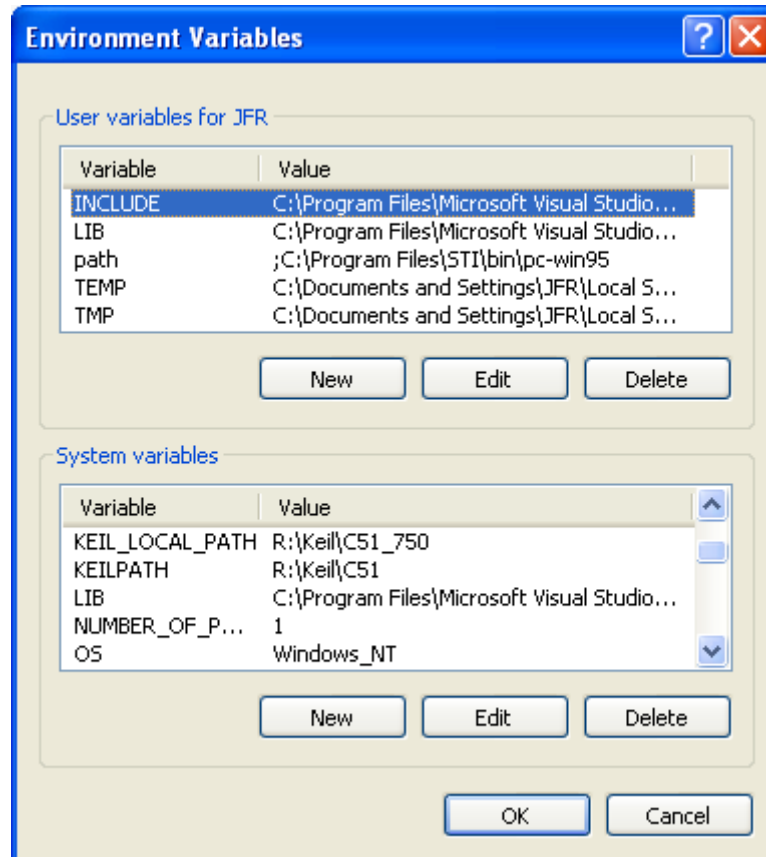 Environment Variables
User variables for JFR
Variable Value
INCLUDE C:\Program Files\Microsoft Visual Studio...
LIB C:\Program Files\Microsoft Visual Studio...
path ;C:\Program Files\STI\bin\pc-win95
TEMP C:\Documents and Settings\JFR\Local S...
TMP C:\Documents and Settings\JFR\Local S...
New Edit Delete
System variables
Variable Value
KEIL_LOCAL_PATH R:\Keil\C51_750
KEILPATH R:\Keil\C51
LIB C:\Program Files\Microsoft Visual Studio...
NUMBER_OF_P... 1
OS Windows_NT
New Edit Delete
OK Cancel